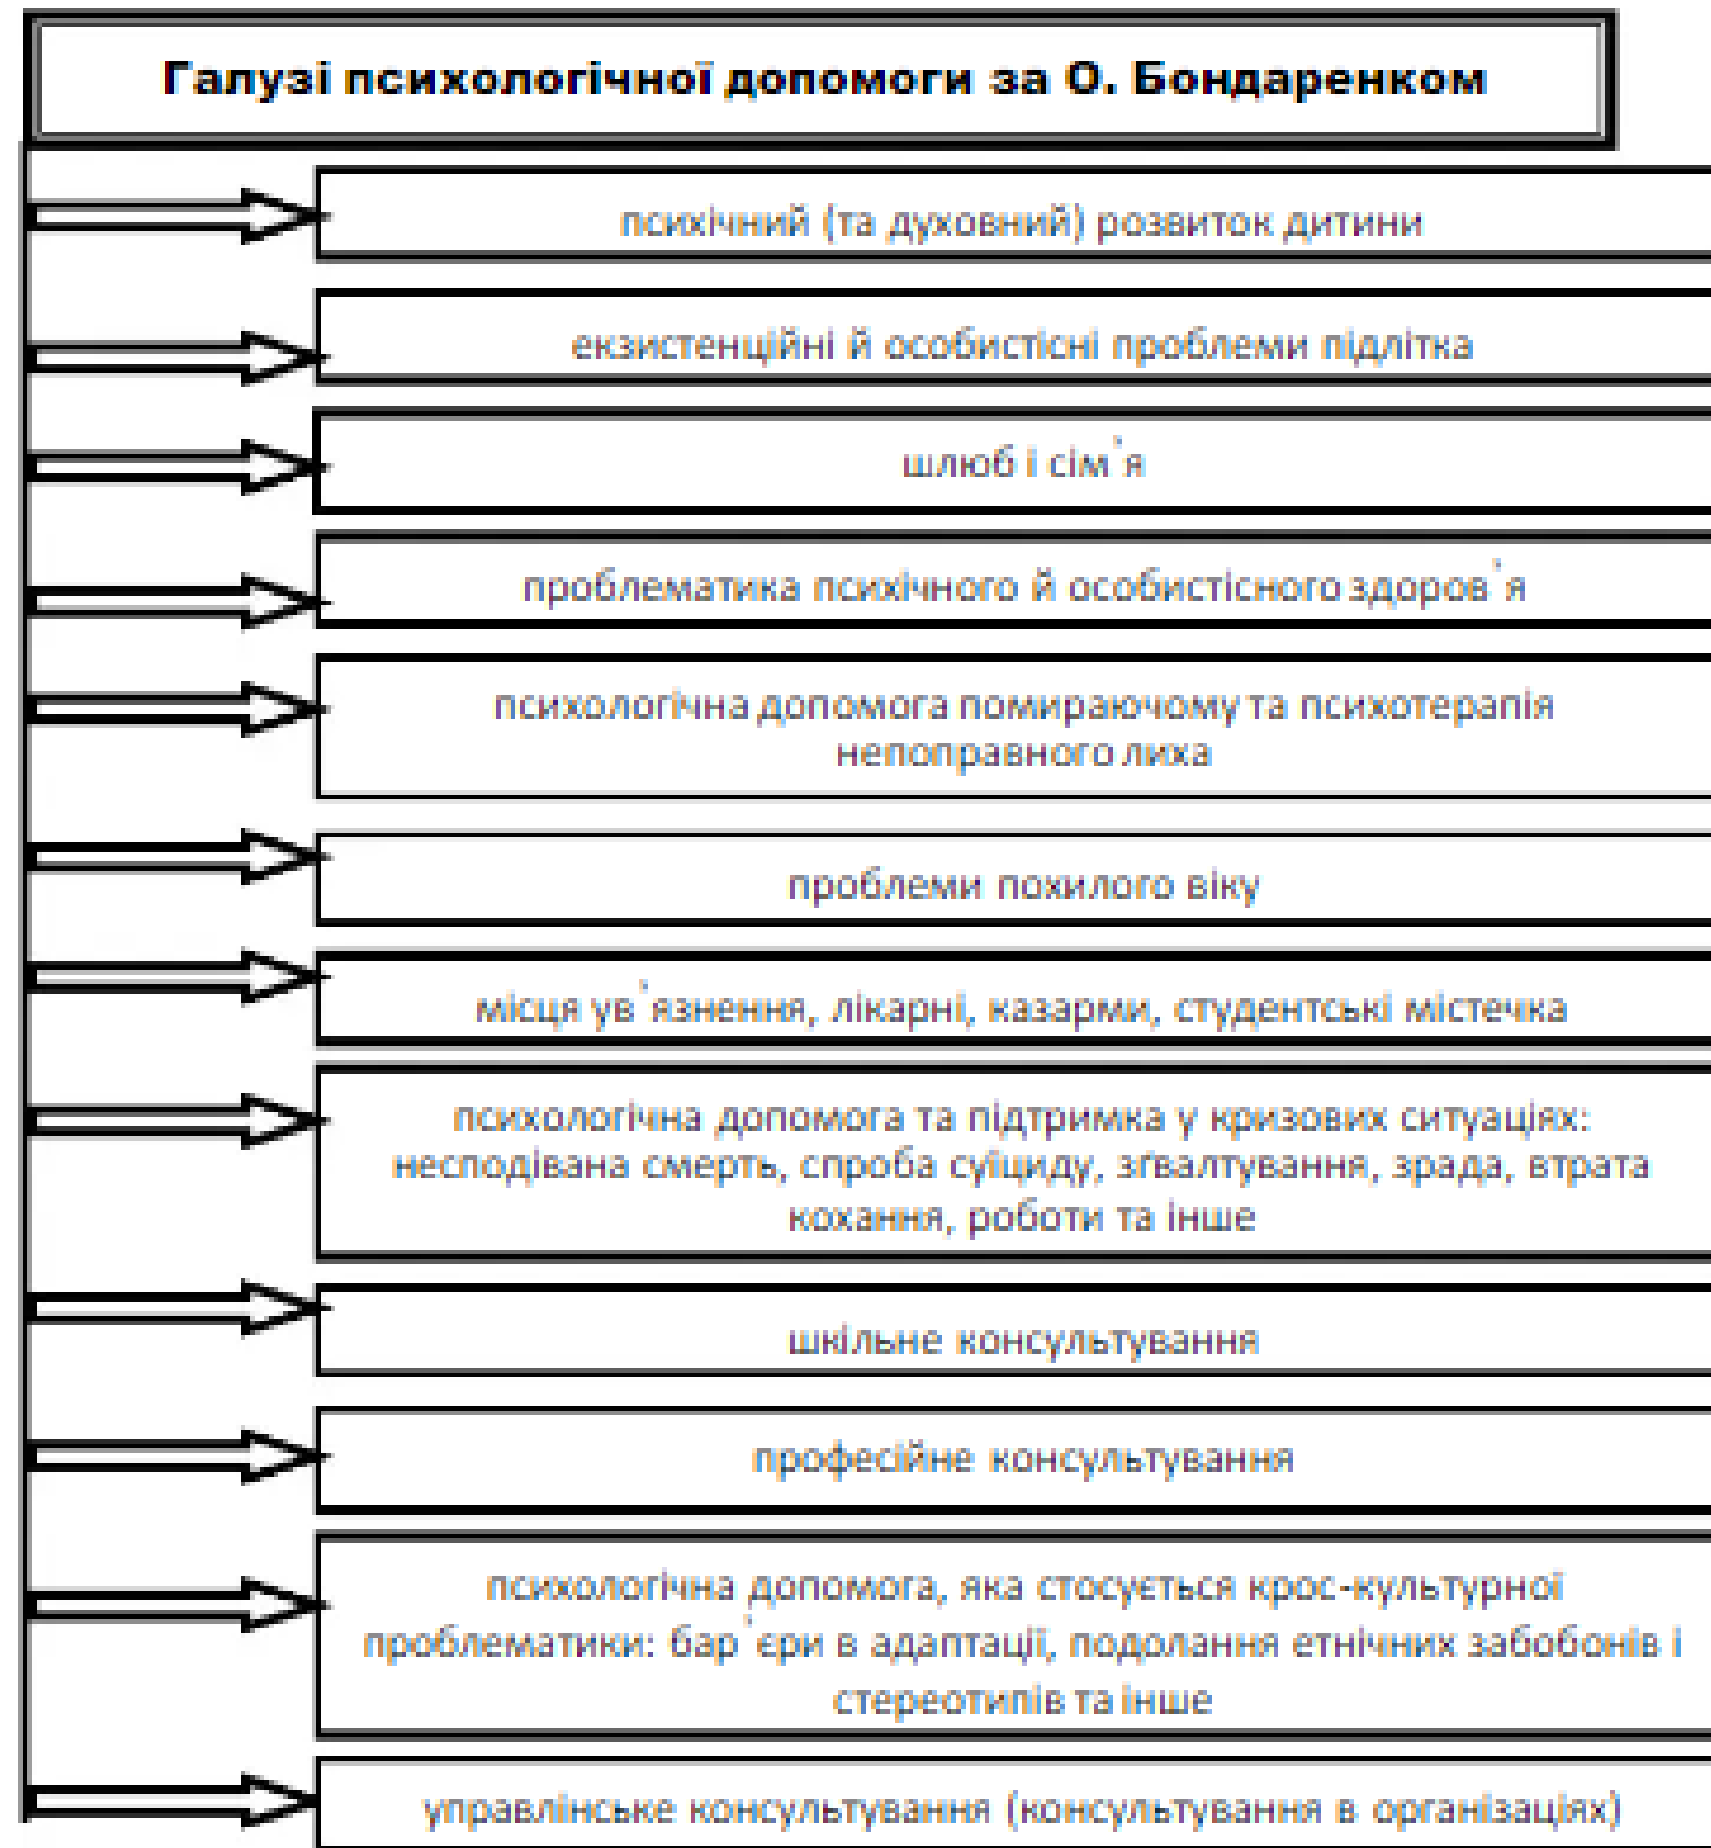 Галузі психологічної допомоги за О. Бондаренком
психічний (та духовний) розвиток дитини
екзистенційні й особистісні проблеми підлітка
шлюб і сім᾽я
проблематика психічного й особистісного здоров᾽я
психологічна допомога помираючому та психотерапія
непоправного лиха
проблеми похилого віку
місця ув᾽язнення, лікарні, казарми, студентські містечка
психологічна допомога та підтримка у кризових ситуаціях:
несподівана смерть, спроба суїциду, зґвалтування, зрада, втрата
кохання, роботи та інше
шкільне консультування
професійне консультування
психологічна допомога, яка стосується крос-культурної
проблематики: бар᾽єри в адаптації, подолання етнічних забобонів і
стереотипів та інше
управлінське консультування (консультування в організаціях)